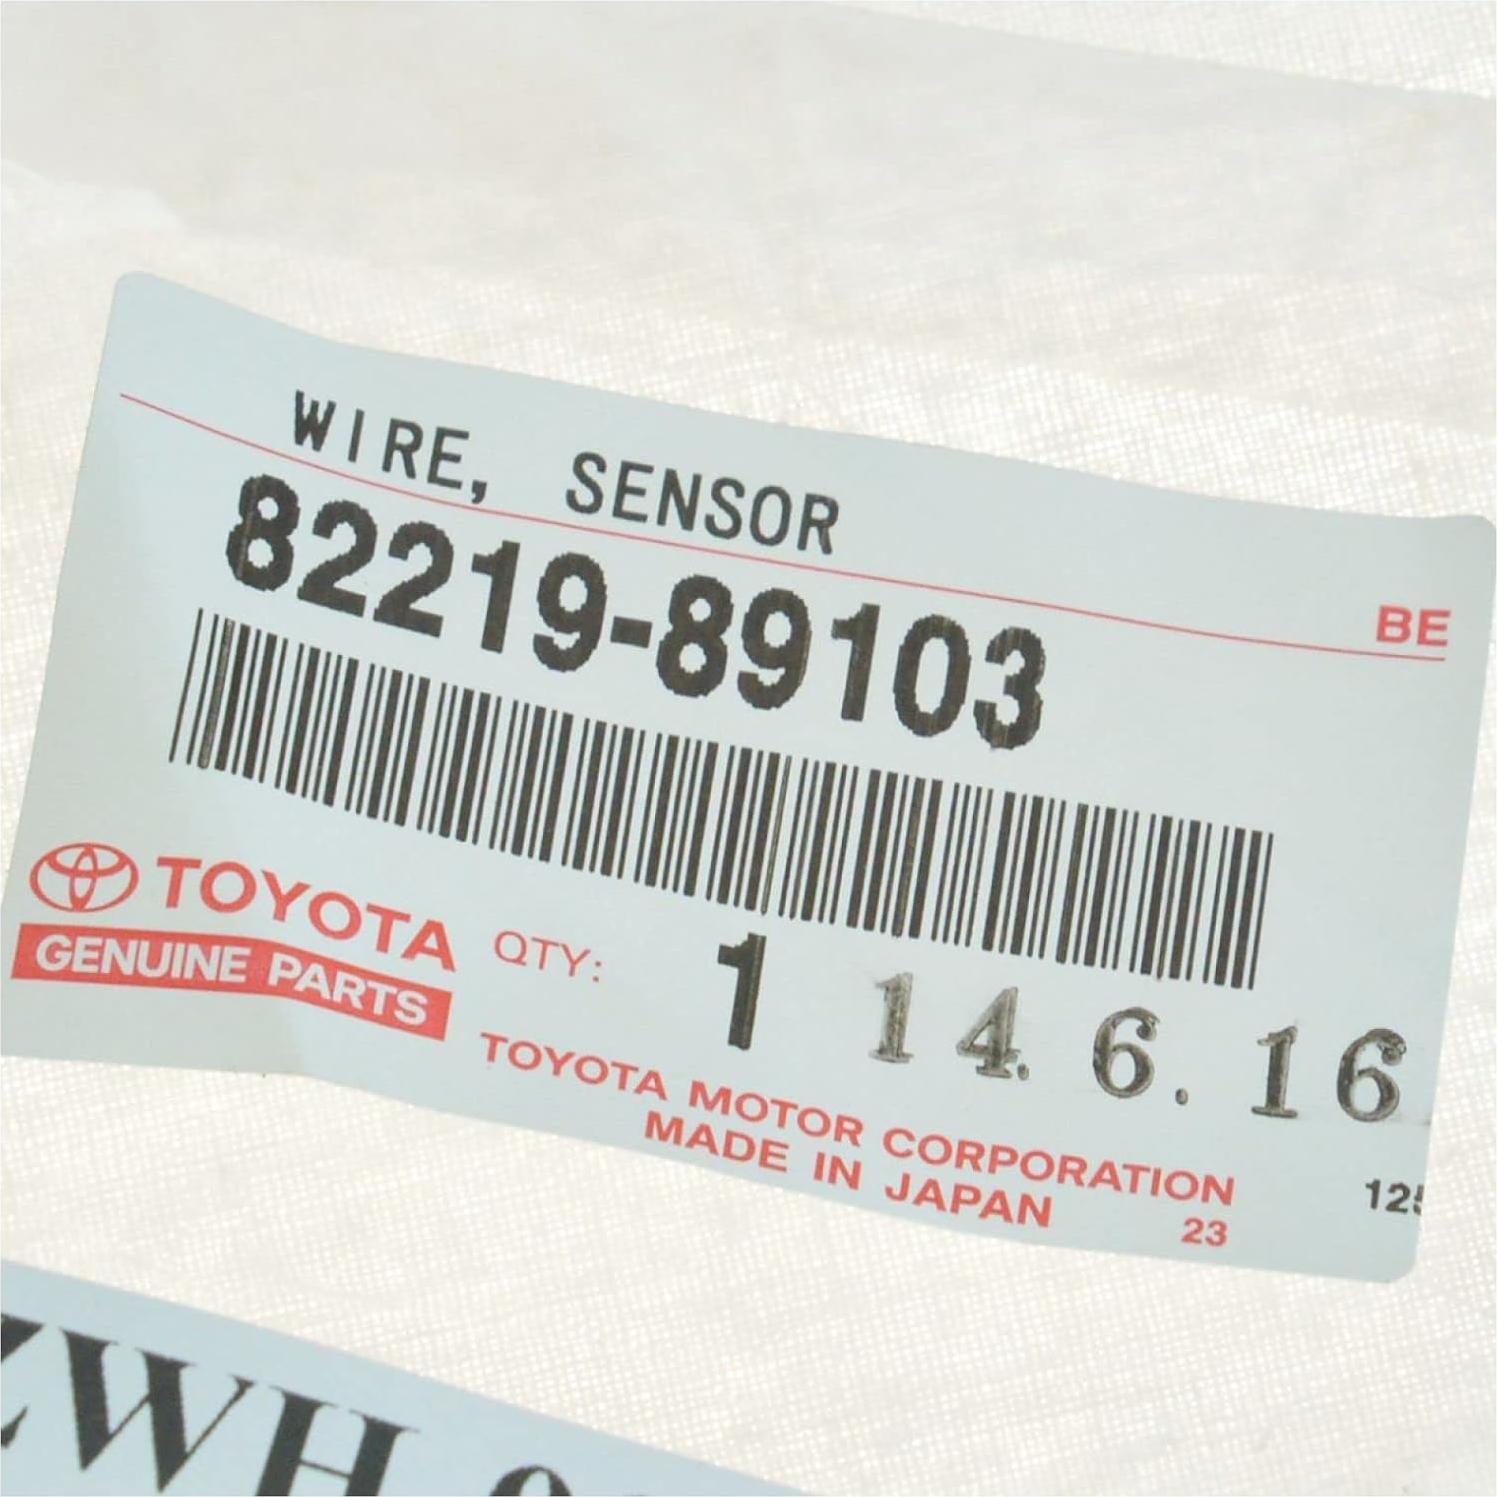 WIRE, SENSOR
BE
82219-89103
TOYOTA
GENUINE PARTS
QTY: 1
14.6.16
TOYOTA MOTOR CORPORATION
MADE IN JAPAN
23
ZWH